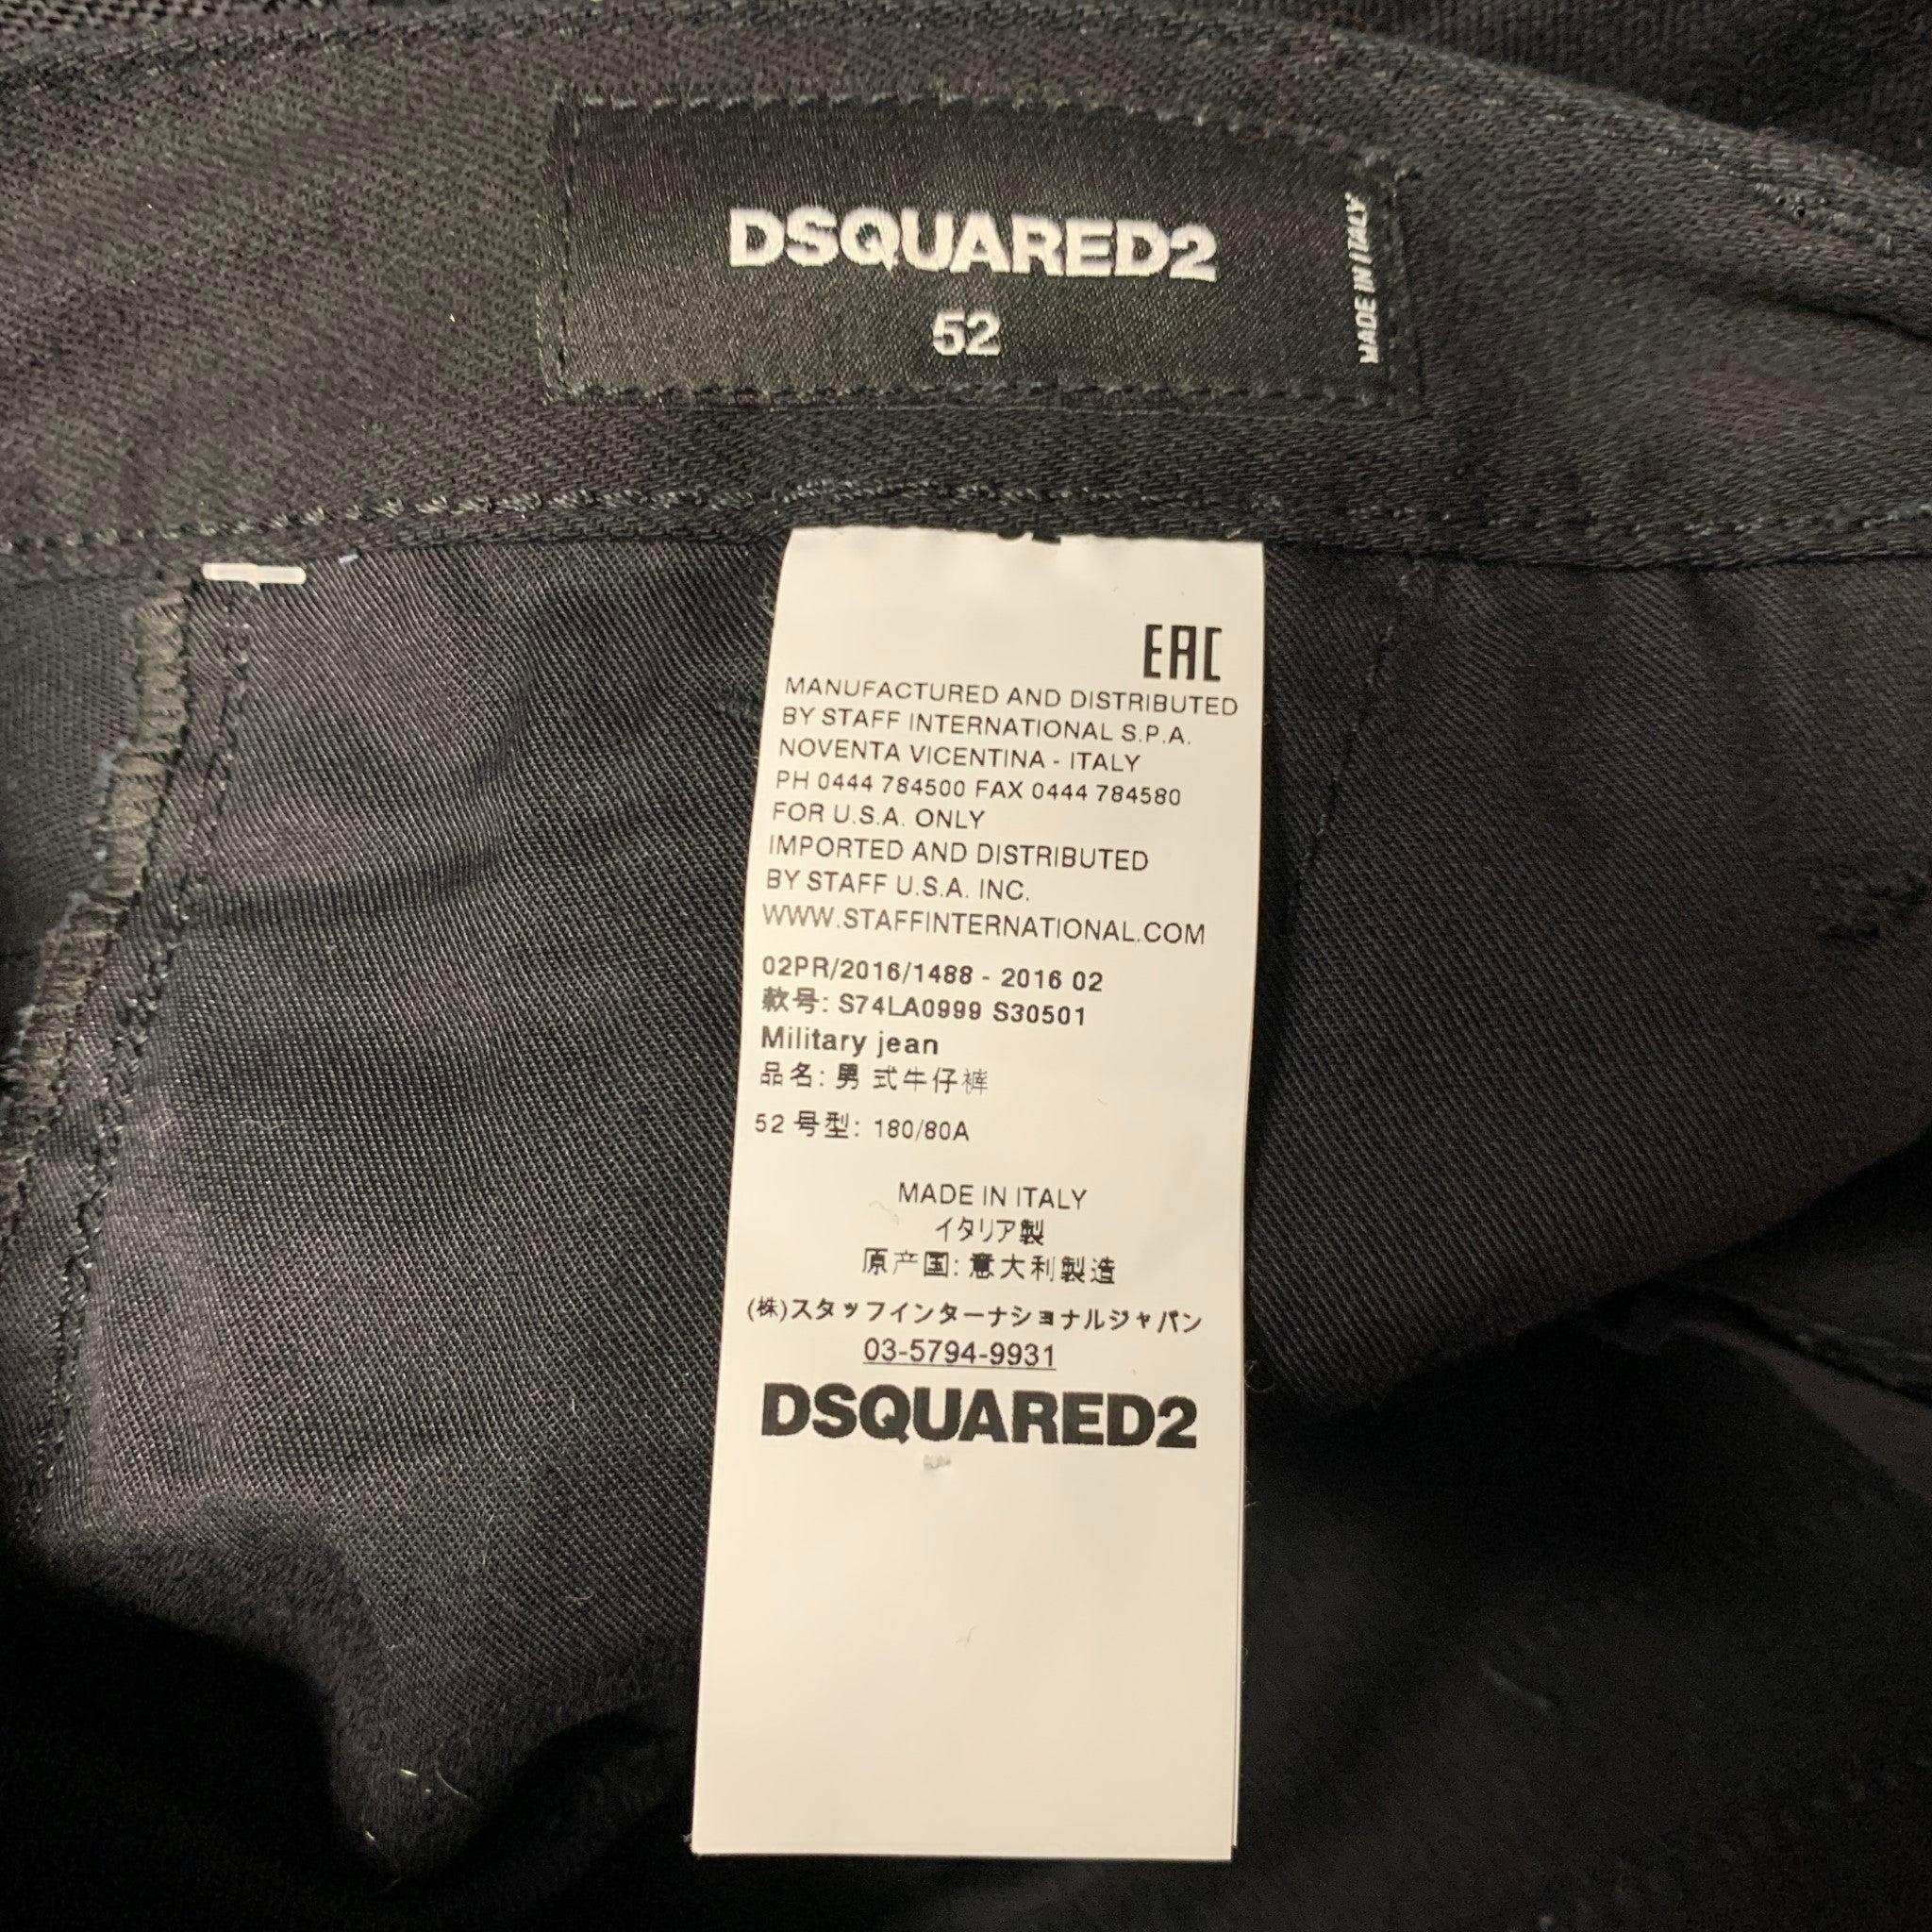 DSQUARED2
52
MADE IN ITALY
EAC
MANUFACTURED AND DISTRIBUTED
BY STAFF INTERNATIONAL S.P.A.
NOVENTA VICENTINA - ITALY
PH 0444 784500 FAX 0444 784580
FOR U.S.A. ONLY
IMPORTED AND DISTRIBUTED
BY STAFF U.S.A. INC.
WWW.STAFFINTERNATIONAL.COM
02PR/2016/1488 - 2016 02
款号: S74LA0999 S30501
Military jean
品名: 男 式牛仔裤
52 号型: 180/80A
MADE IN ITALY
イタリア製
原产国: 意大利製造
(株)スタッフインターナショナルジャパン
03-5794-9931
DSQUARED2